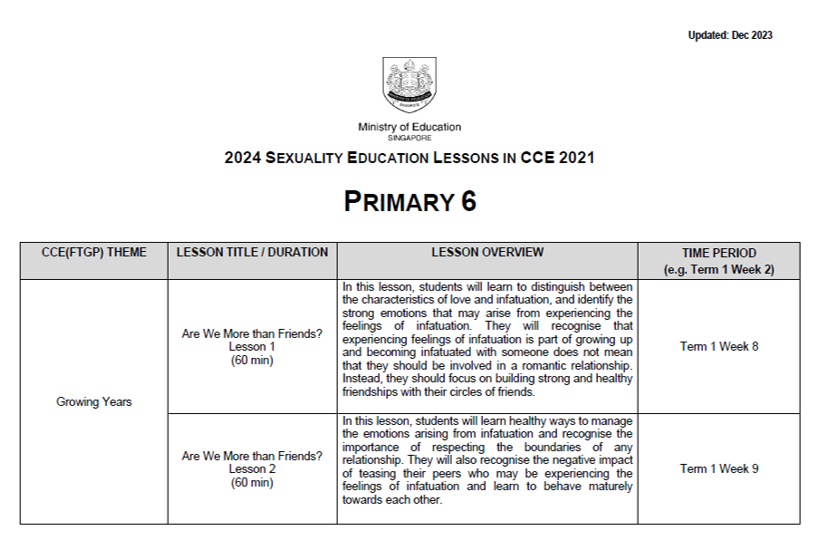 Updated: Dec 2023
Ministry of Education
SINGAPORE
2024 SEXUALITY EDUCATION LESSONS IN CCE 2021
PRIMARY 6
CCE(FTGP) THEME
LESSON TITLE / DURATION
LESSON OVERVIEW
TIME PERIOD
(e.g. Term 1 Week 2)
Growing Years
Are We More than Friends?
Lesson 1
(60 min)
In this lesson, students will learn to distinguish between
the characteristics of love and infatuation, and identify the
strong emotions that may arise from experiencing the
feelings of infatuation. They will recognise that
experiencing feelings of infatuation is part of growing up
and becoming infatuated with someone does not mean
that they should be involved in a romantic relationship.
Instead, they should focus on building strong and healthy
friendships with their circles of friends.
Term 1 Week 8
Are We More than Friends?
Lesson 2
(60 min)
In this lesson, students will learn healthy ways to manage
the emotions arising from infatuation and recognise the
importance of respecting the boundaries of any
relationship. They will also recognise the negative impact
of teasing their peers who may be experiencing the
feelings of infatuation and learn to behave maturely
towards each other.
Term 1 Week 9